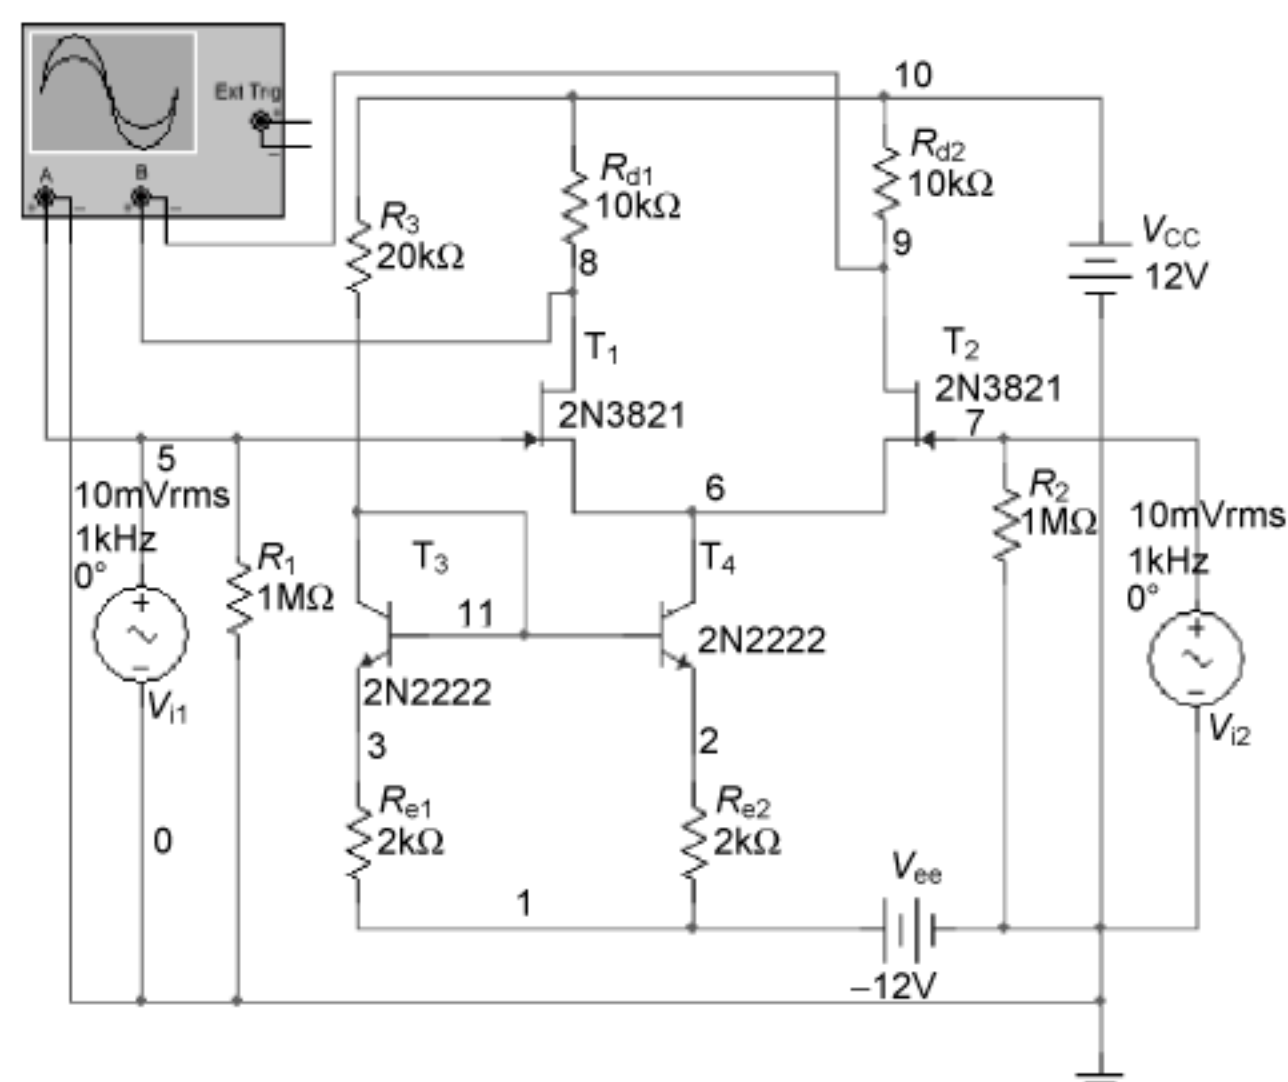 Ext Trig
+
−
A
B
+
−
+
−
10
Rd1
10kΩ
Rd2
10kΩ
R3
20kΩ
8
9
VCC
12V
T1
2N3821
T2
2N3821
7
5
10mVrms
1kHz
0°
6
R2
1MΩ
10mVrms
1kHz
0°
R1
1MΩ
T3
T4
11
2N2222
2N2222
+
−
Vi1
+
−
Vi2
3
2
Re1
2kΩ
Re2
2kΩ
0
1
Vee
−12V